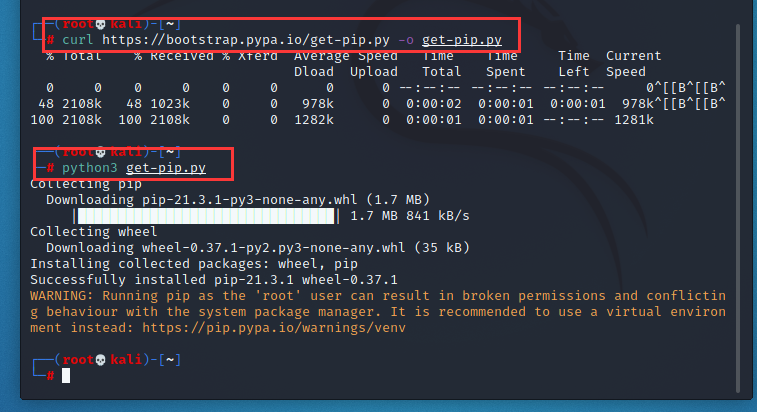 ┌──(root💀kali)-[~]
└─# curl https://bootstrap.pypa.io/get-pip.py -o get-pip.py
% Total % Received % Xferd Average Speed Time Time Time Current
Dload Upload Total Spent Left Speed
0 0 0 0 0 0 0 0 --:--:-- --:--:-- --:--:-- 0^[[B^[[B^
48 2108k 48 1023k 0 0 978k 0 0:00:02 0:00:01 0:00:01 978k^[[B^[[B^
100 2108k 100 2108k 0 0 1282k 0 0:00:01 0:00:01 --:--:-- 1281k
┌──(root💀kali)-[~]
└─# python3 get-pip.py
Collecting pip
Downloading pip-21.3.1-py3-none-any.whl (1.7 MB)
|████████████████████████████████| 1.7 MB 841 kB/s
Collecting wheel
Downloading wheel-0.37.1-py2.py3-none-any.whl (35 kB)
Installing collected packages: wheel, pip
Successfully installed pip-21.3.1 wheel-0.37.1
WARNING: Running pip as the 'root' user can result in broken permissions and conflictin
g behaviour with the system package manager. It is recommended to use a virtual environ
ment instead: https://pip.pypa.io/warnings/venv
┌──(root💀kali)-[~]
└─#